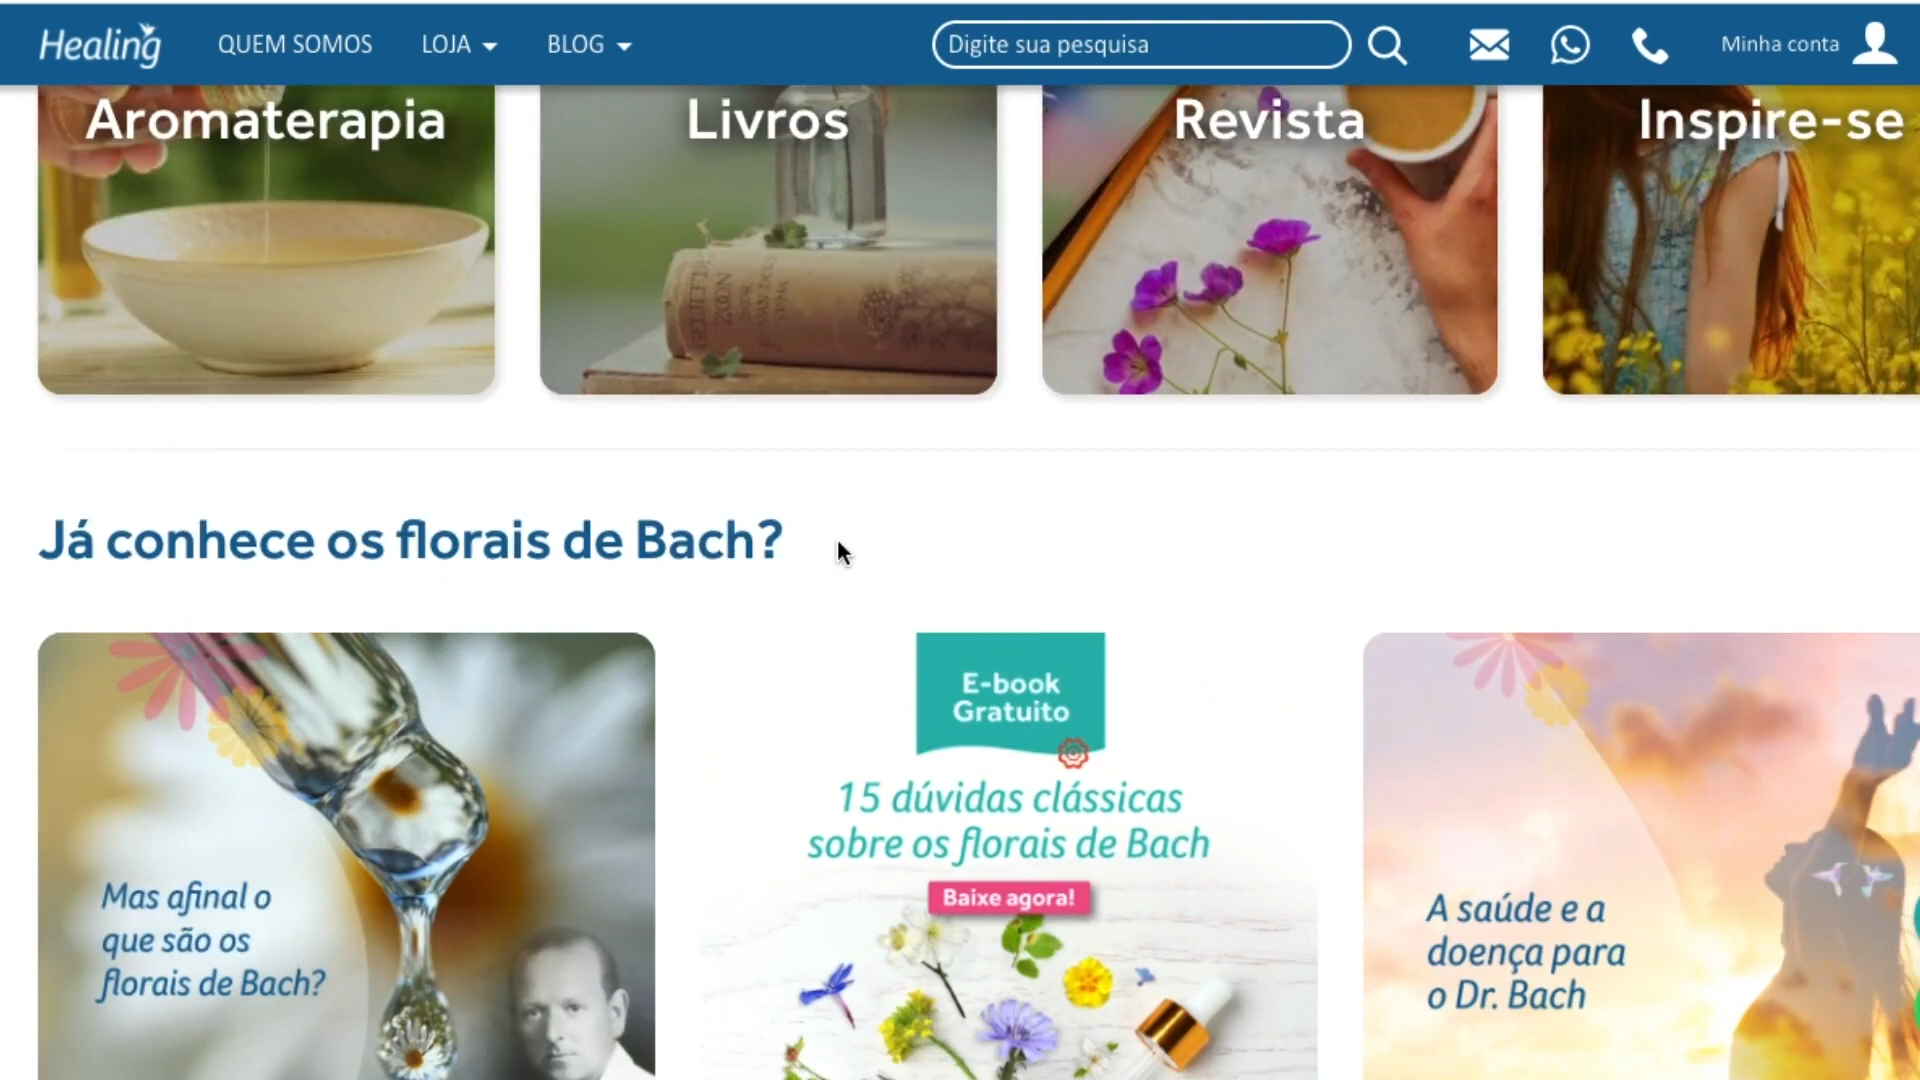 Healing QUEM SOMOS LOJA BLOG Digite sua pesquisa Minha conta
Aromaterapia Livros Revista Inspire-se
Já conhece os florais de Bach?
Mas afinal o
que são os
florais de Bach?
E-book
Gratuito
15 dúvidas clássicas
sobre os florais de Bach
Baixe agora!
A saúde e a
doença para
o Dr. Bach